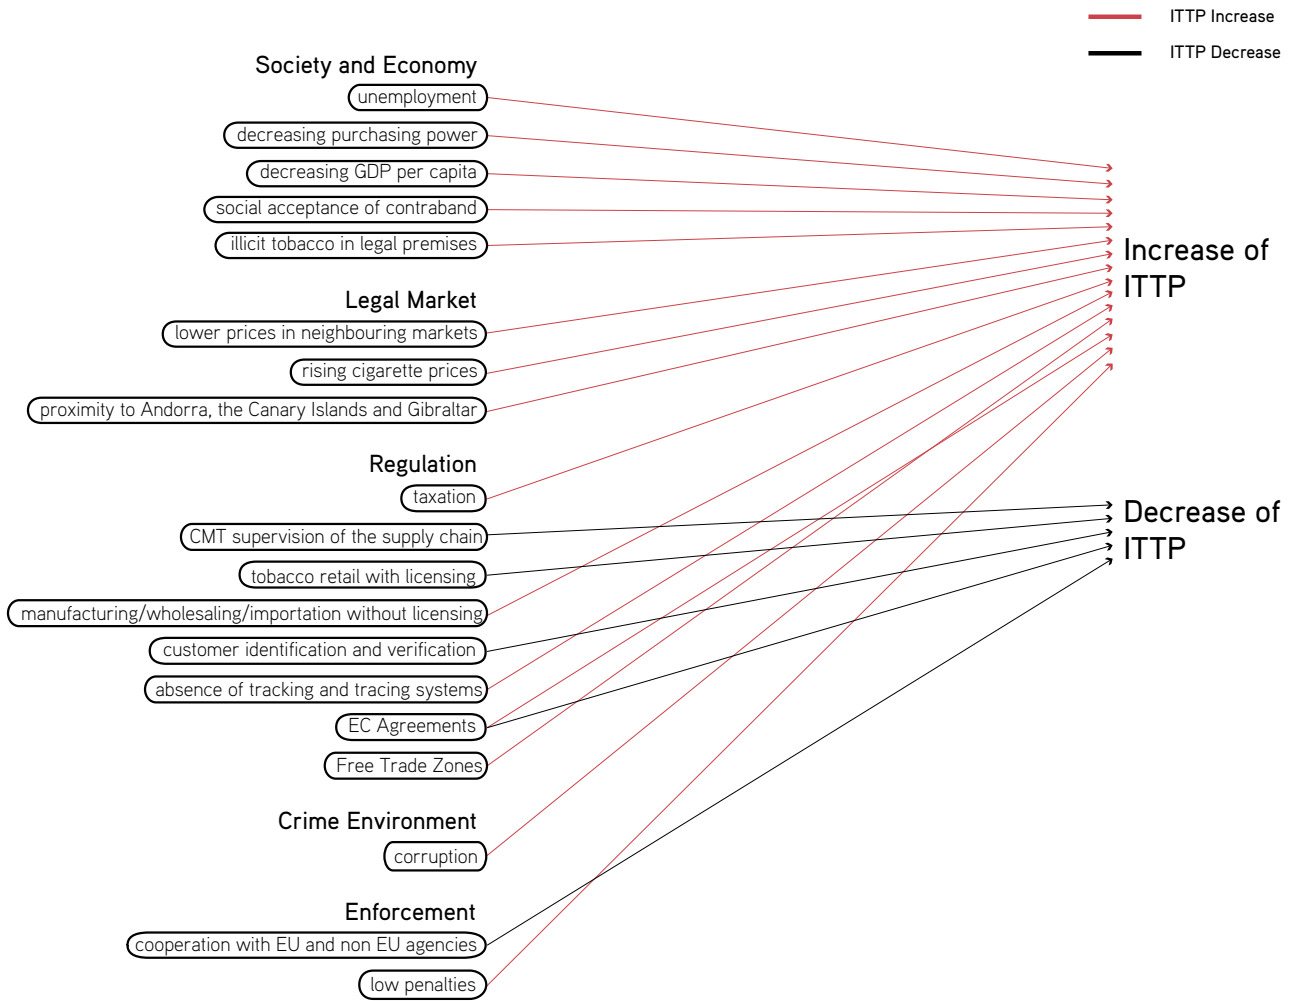 ITTP Increase
ITTP Decrease
Society and Economy
unemployment
decreasing purchasing power
decreasing GDP per capita
social acceptance of contraband
illicit tobacco in legal premises
Legal Market
lower prices in neighbouring markets
rising cigarette prices
proximity to Andorra, the Canary Islands and Gibraltar
Regulation
taxation
CMT supervision of the supply chain
tobacco retail with licensing
manufacturing/wholesaling/importation without licensing
customer identification and verification
absence of tracking and tracing systems
EC Agreements
Free Trade Zones
Crime Environment
corruption
Enforcement
cooperation with EU and non EU agencies
low penalties
Increase of
ITTP
Decrease of
ITTP